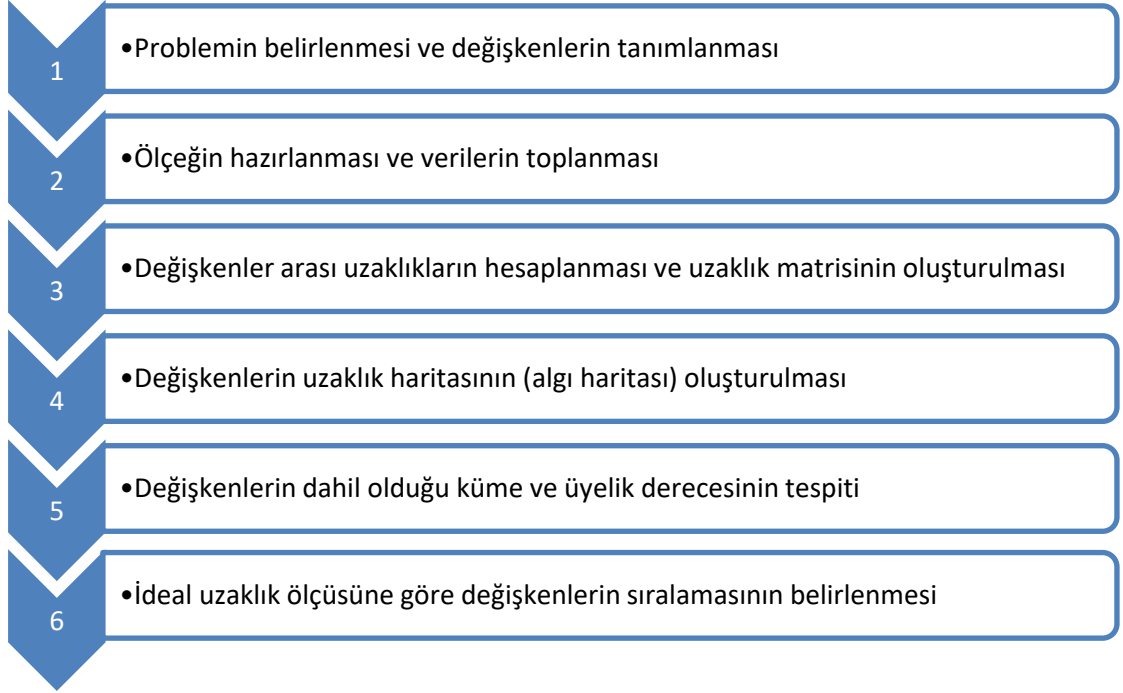 1
•Problemin belirlenmesi ve değişkenlerin tanımlanması
2
•Ölçeğin hazırlanması ve verilerin toplanması
3
•Değişkenler arası uzaklıkların hesaplanması ve uzaklık matrisinin oluşturulması
4
•Değişkenlerin uzaklık haritasının (algı haritası) oluşturulması
5
•Değişkenlerin dahil olduğu küme ve üyelik derecesinin tespiti
6
•İdeal uzaklık ölçüsüne göre değişkenlerin sıralamasının belirlenmesi